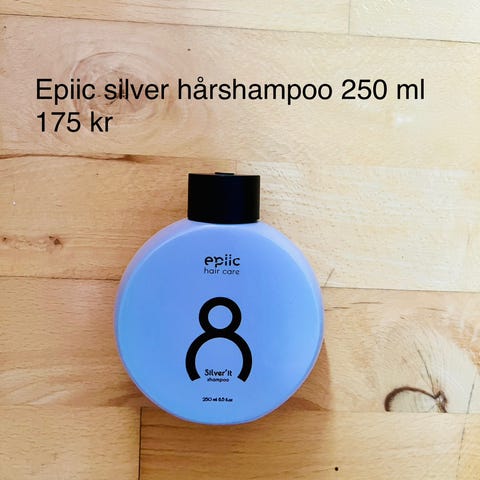 Epiic silver hårshampoo 250 ml
175 kr
epiic
hair care
8
Silver'it
shampoo
250 ml 8.5 fl.oz